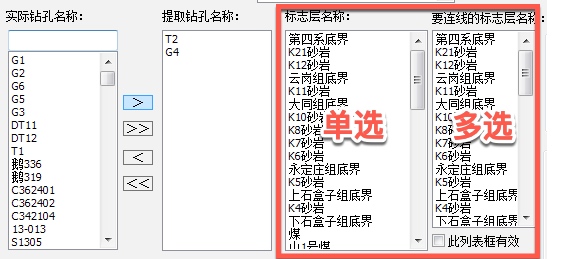 实际钻孔名称：
提取钻孔名称：
标志层名称：
要连线的标志层名称：
G1
G2
G6
G5
G3
DT11
DT12
T1
鹅336
鹅319
C362401
C362402
C342104
13-013
S1305
>
>>
<
<<
T2
G4
第四系底界
K21砂岩
K12砂岩
云岗组底界
K11砂岩
大同组底界
K10砂岩
K8砂岩
K7砂岩
K6砂岩
永定庄组底界
K5砂岩
上石盒子组底界
K4砂岩
下石盒子组底界
煤
山1号煤
单选
第四系底界
K21砂岩
K12砂岩
云岗组底界
K11砂岩
大同组底界
K10砂岩
K8砂岩
K7砂岩
K6砂岩
永定庄组底界
K5砂岩
上石盒子组底界
K4砂岩
下石盒子组底界
多选
此列表框有效